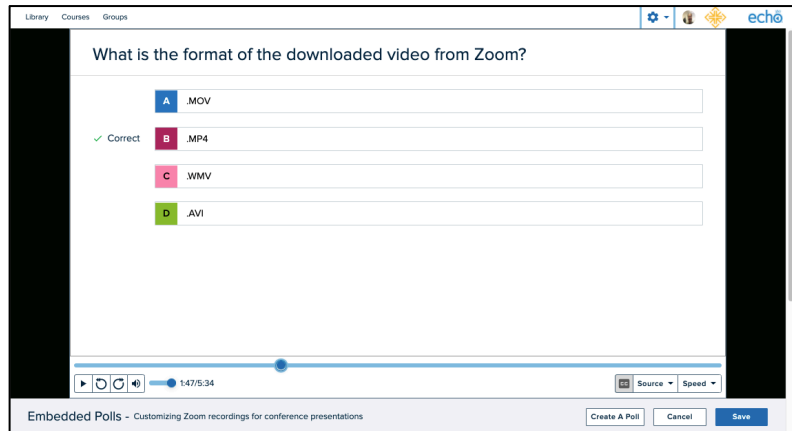 Library Courses Groups
echo
What is the format of the downloaded video from Zoom?
A .MOV
✓ Correct B .MP4
C .WMV
D .AVI
1:47/5:34
CC Source Speed
Embedded Polls - Customizing Zoom recordings for conference presentations
Create A Poll Cancel Save